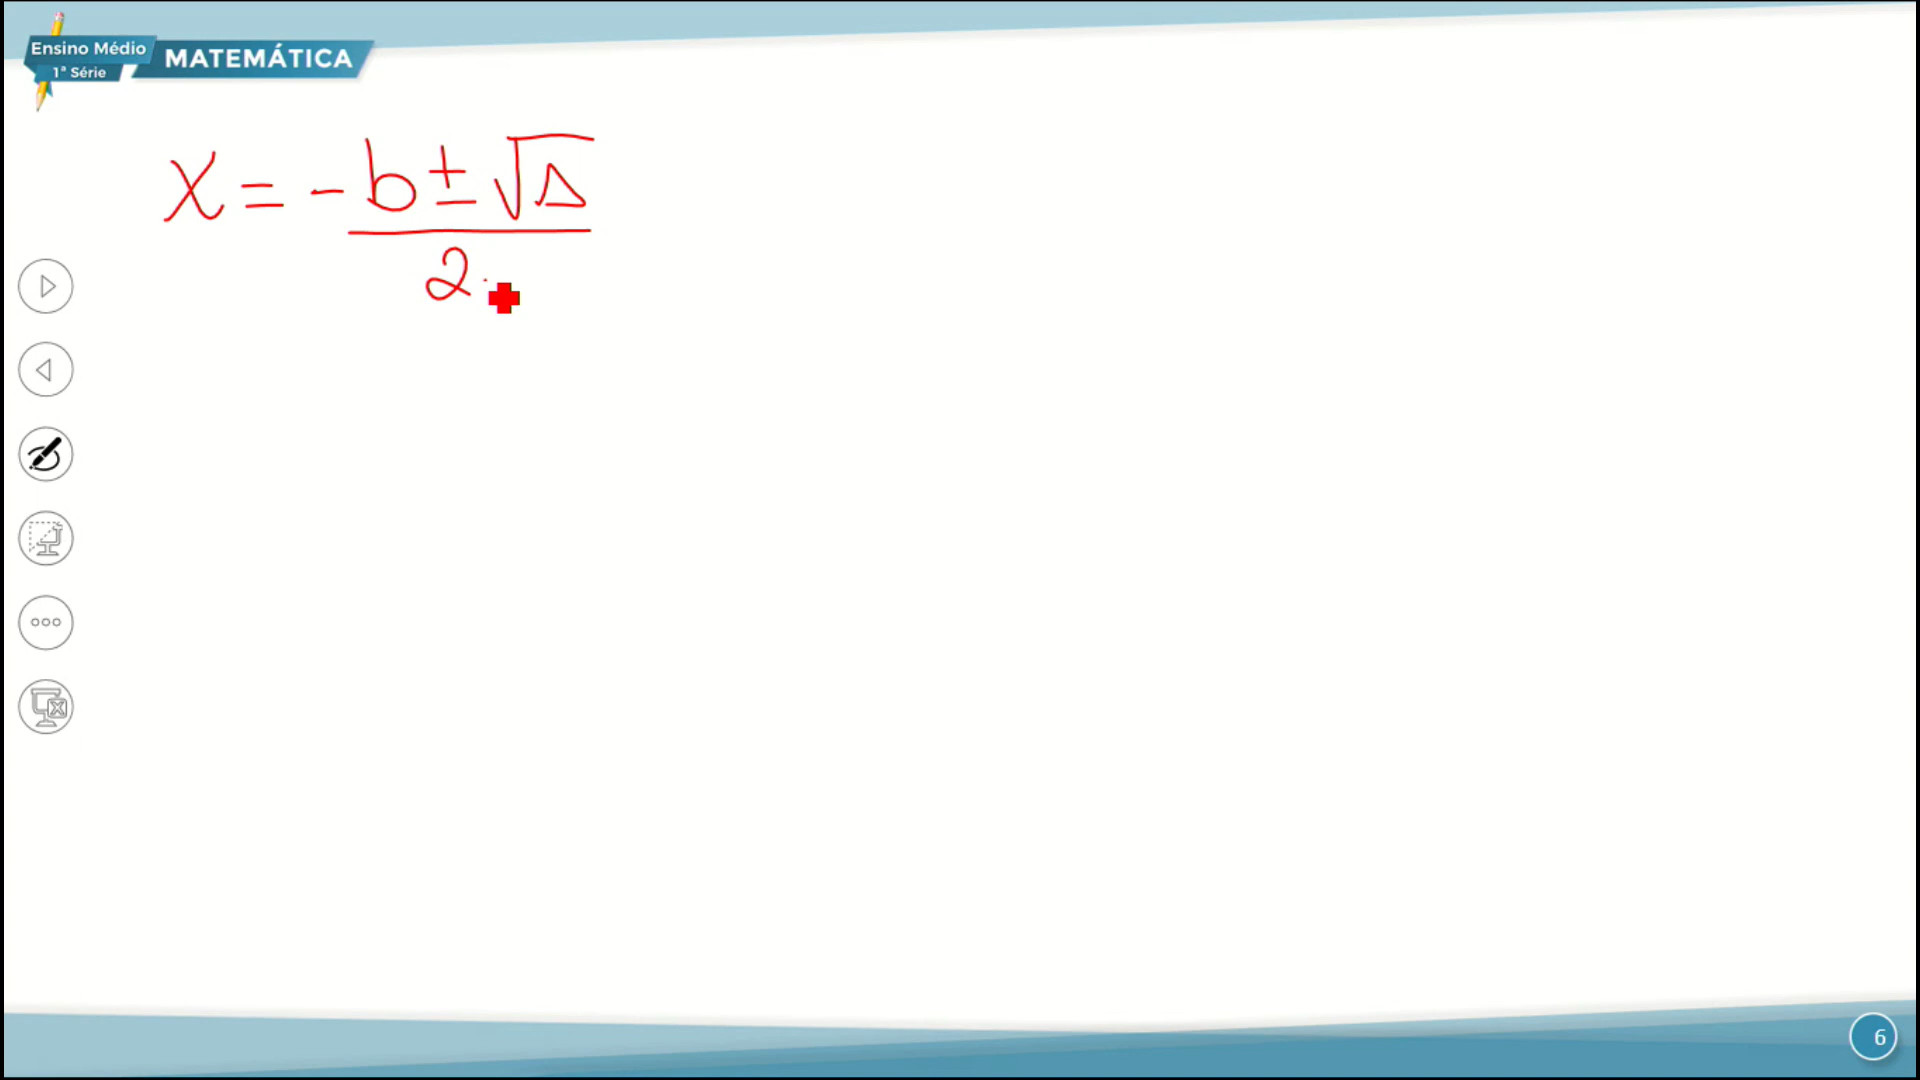 Ensino Médio
1ª Série
MATEMÁTICA
x = - b ± √Δ
2 .
6